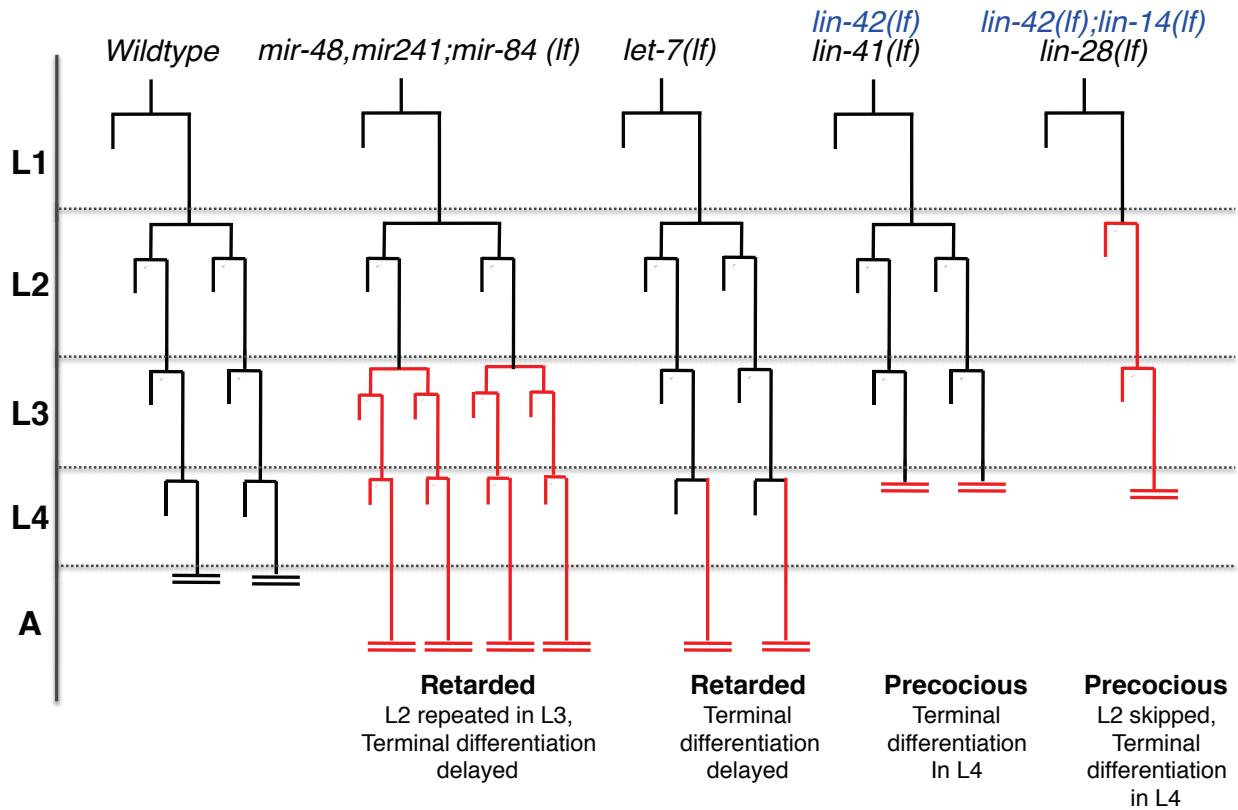 lin-42(lf)
lin-42(lf);lin-14(lf)
Wildtype
mir-48,mir241;mir-84 (lf)
let-7(lf)
lin-41(lf)
lin-28(lf)
L1
L2
L3
L4
A
Retarded
L2 repeated in L3,
Terminal differentiation
delayed
Retarded
Terminal
differentiation
delayed
Precocious
Terminal
differentiation
In L4
Precocious
L2 skipped,
Terminal
differentiation
in L4